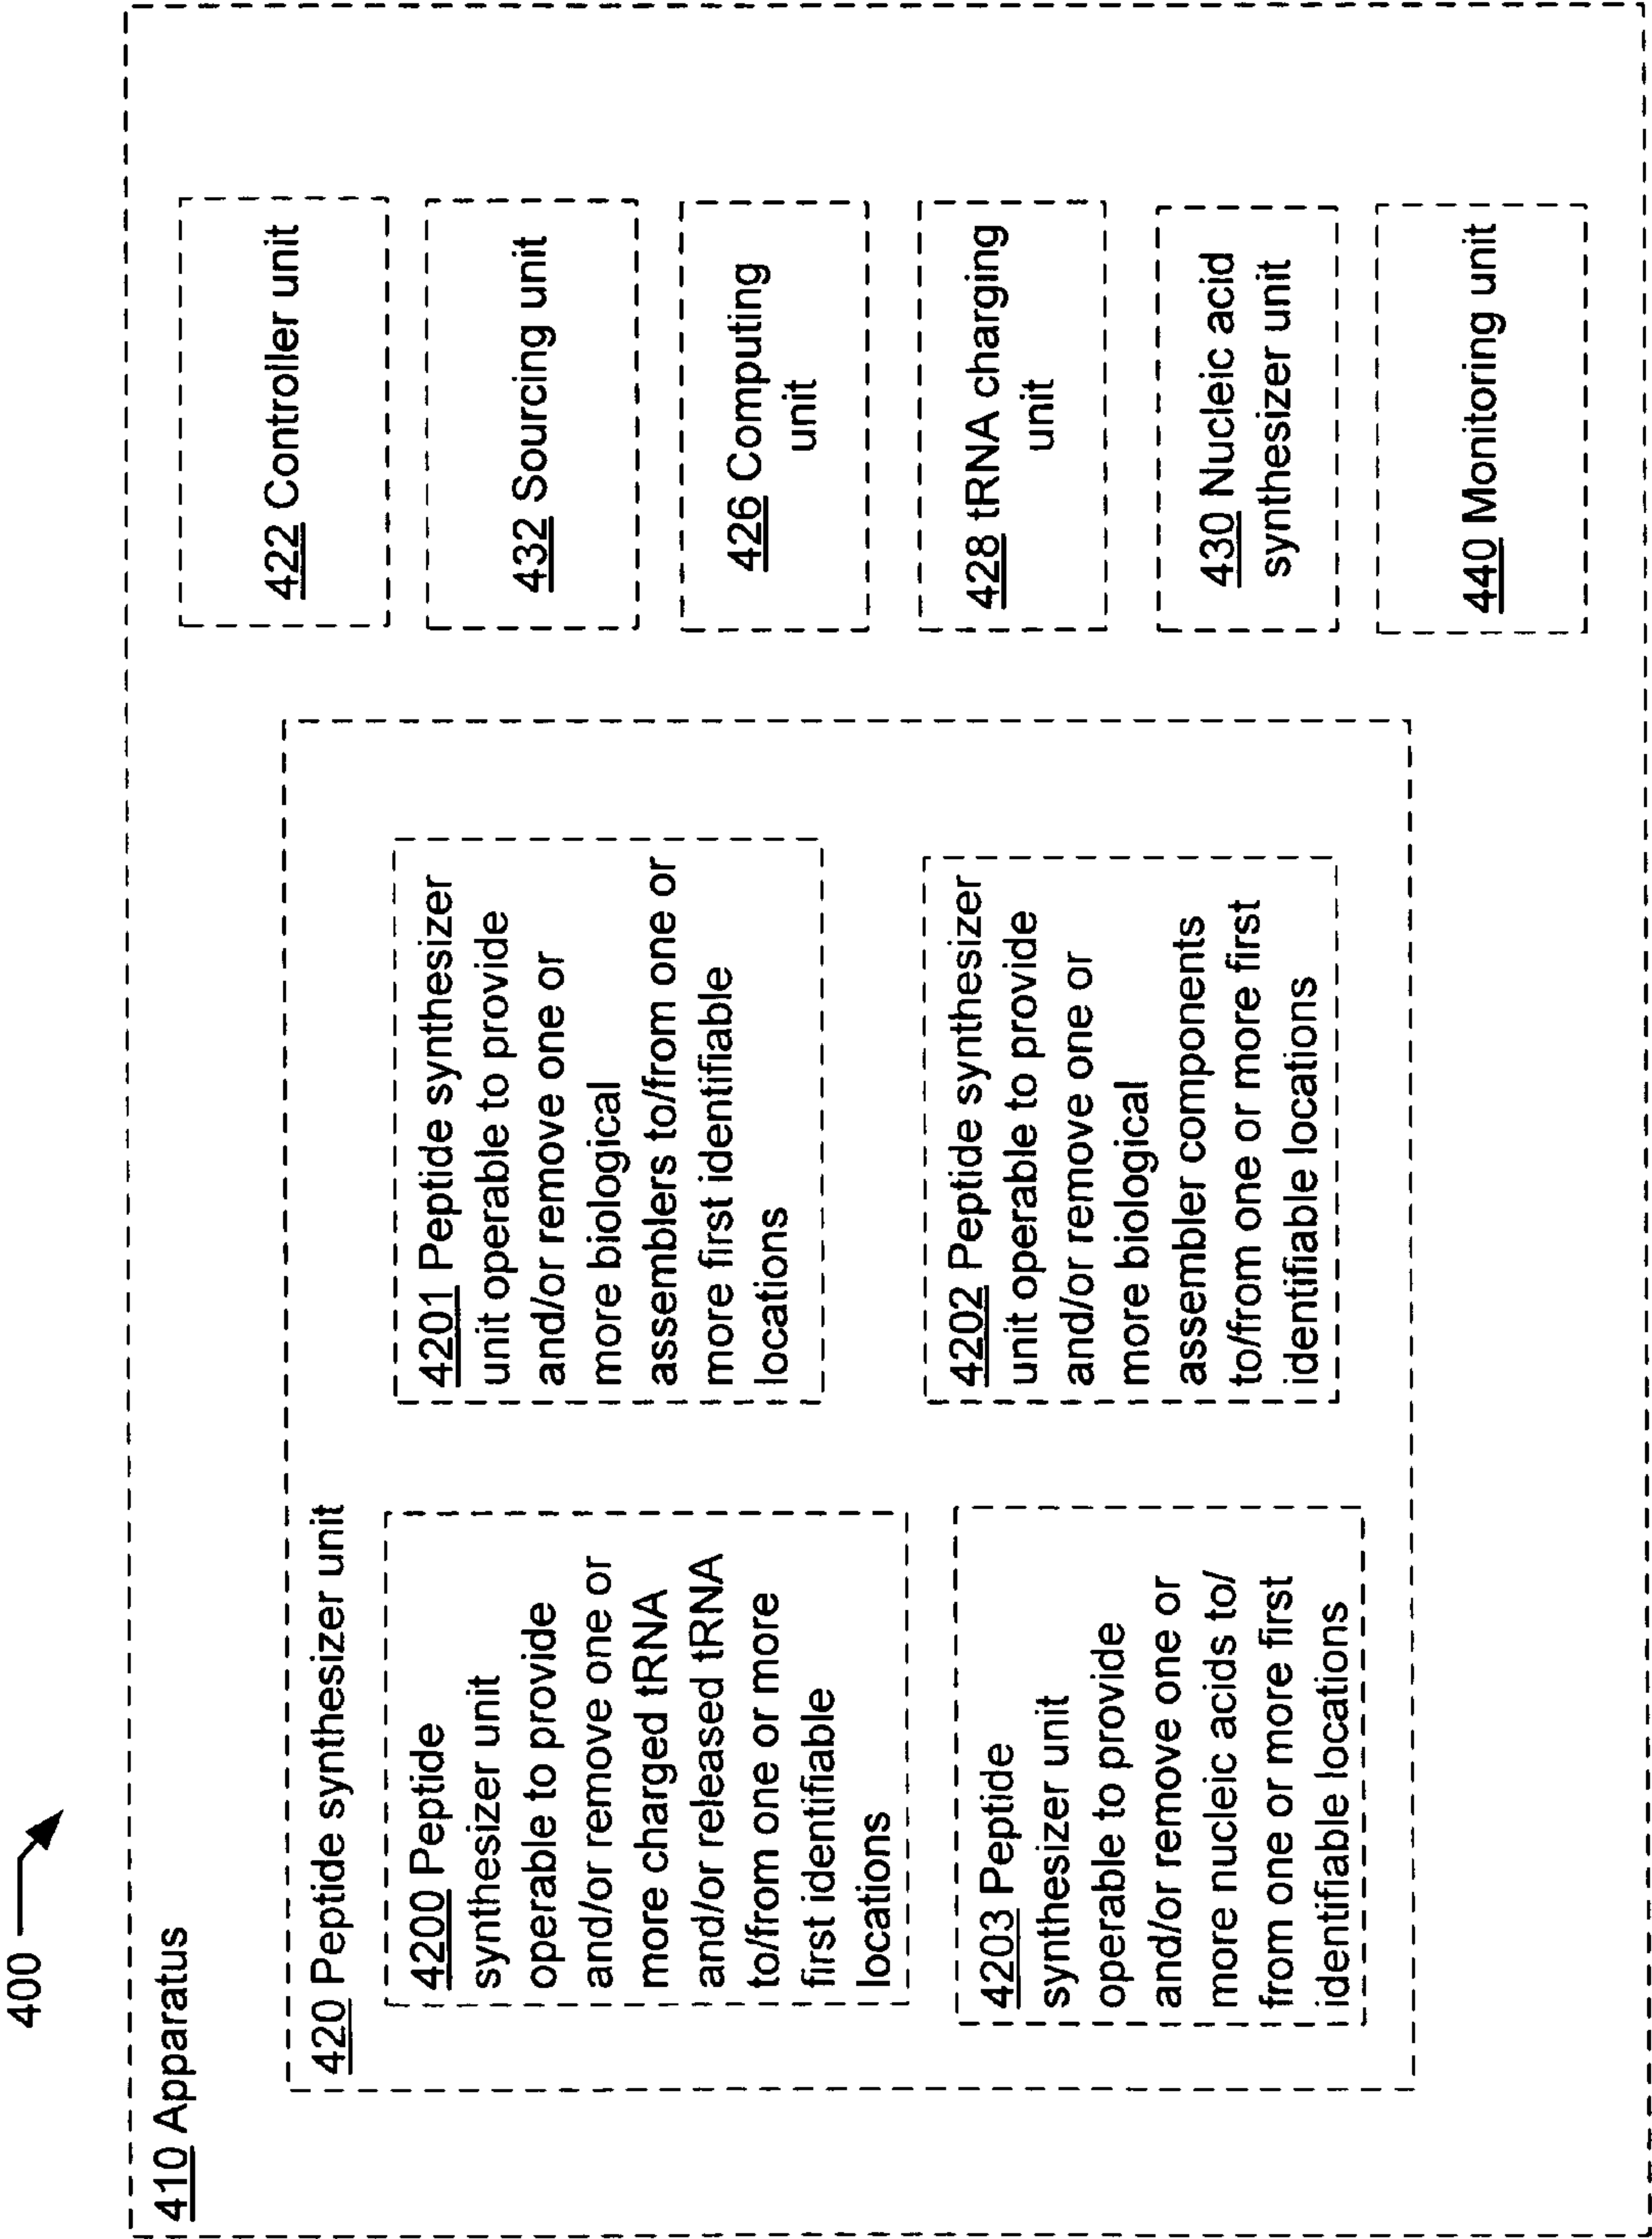 400
410 Apparatus
420 Peptide synthesizer unit
4200 Peptide
synthesizer unit
operable to provide
and/or remove one or
more charged tRNA
and/or released tRNA
to/from one or more
first identifiable
locations
4201 Peptide synthesizer
unit operable to provide
and/or remove one or
more biological
assemblers to/from one or
more first identifiable
locations
4203 Peptide
synthesizer unit
operable to provide
and/or remove one or
more nucleic acids to/
from one or more first
identifiable locations
4202 Peptide synthesizer
unit operable to provide
and/or remove one or
more biological
assembler components
to/from one or more first
identifiable locations
422 Controller unit
432 Sourcing unit
426 Computing
unit
428 tRNA charging
unit
430 Nucleic acid
synthesizer unit
440 Monitoring unit